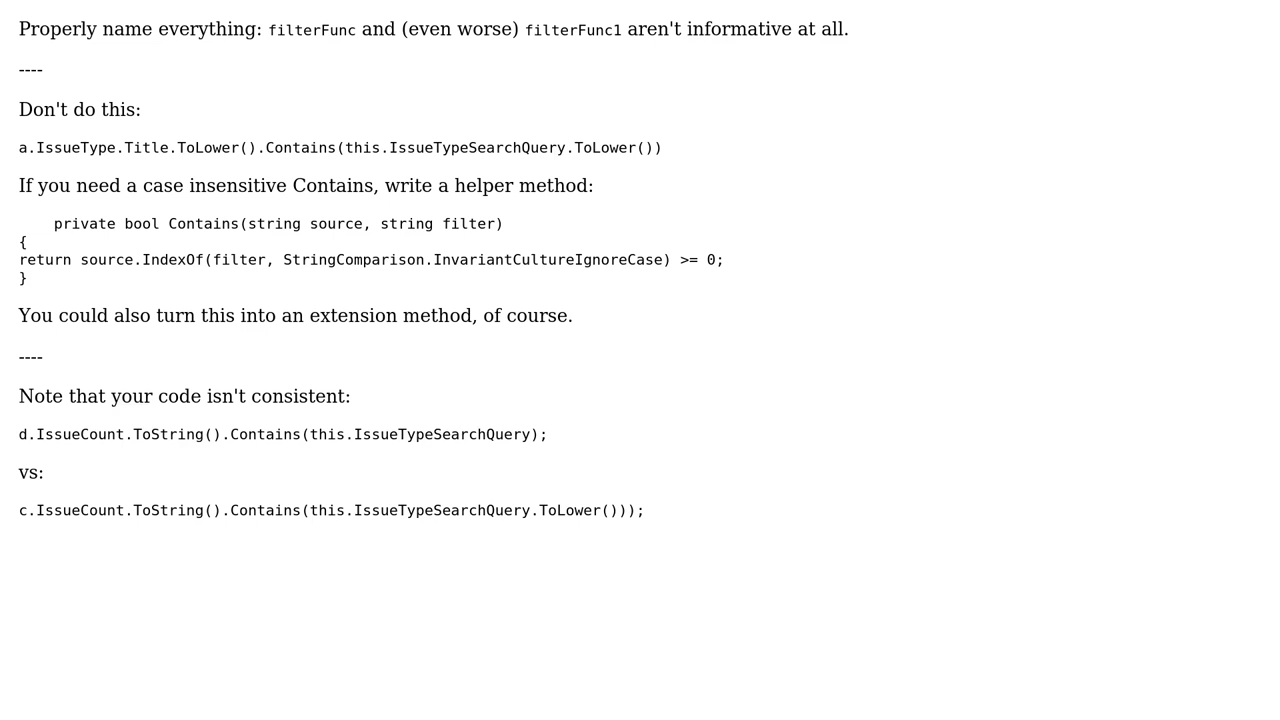 Properly name everything: filterFunc and (even worse) filterFunc1 aren't informative at all.
----
Don't do this:
a.IssueType.Title.ToLower().Contains(this.IssueTypeSearchQuery.ToLower())
If you need a case insensitive Contains, write a helper method:
    private bool Contains(string source, string filter)
{
return source.IndexOf(filter, StringComparison.InvariantCultureIgnoreCase) >= 0;
}
You could also turn this into an extension method, of course.
----
Note that your code isn't consistent:
d.IssueCount.ToString().Contains(this.IssueTypeSearchQuery);
vs:
c.IssueCount.ToString().Contains(this.IssueTypeSearchQuery.ToLower()));